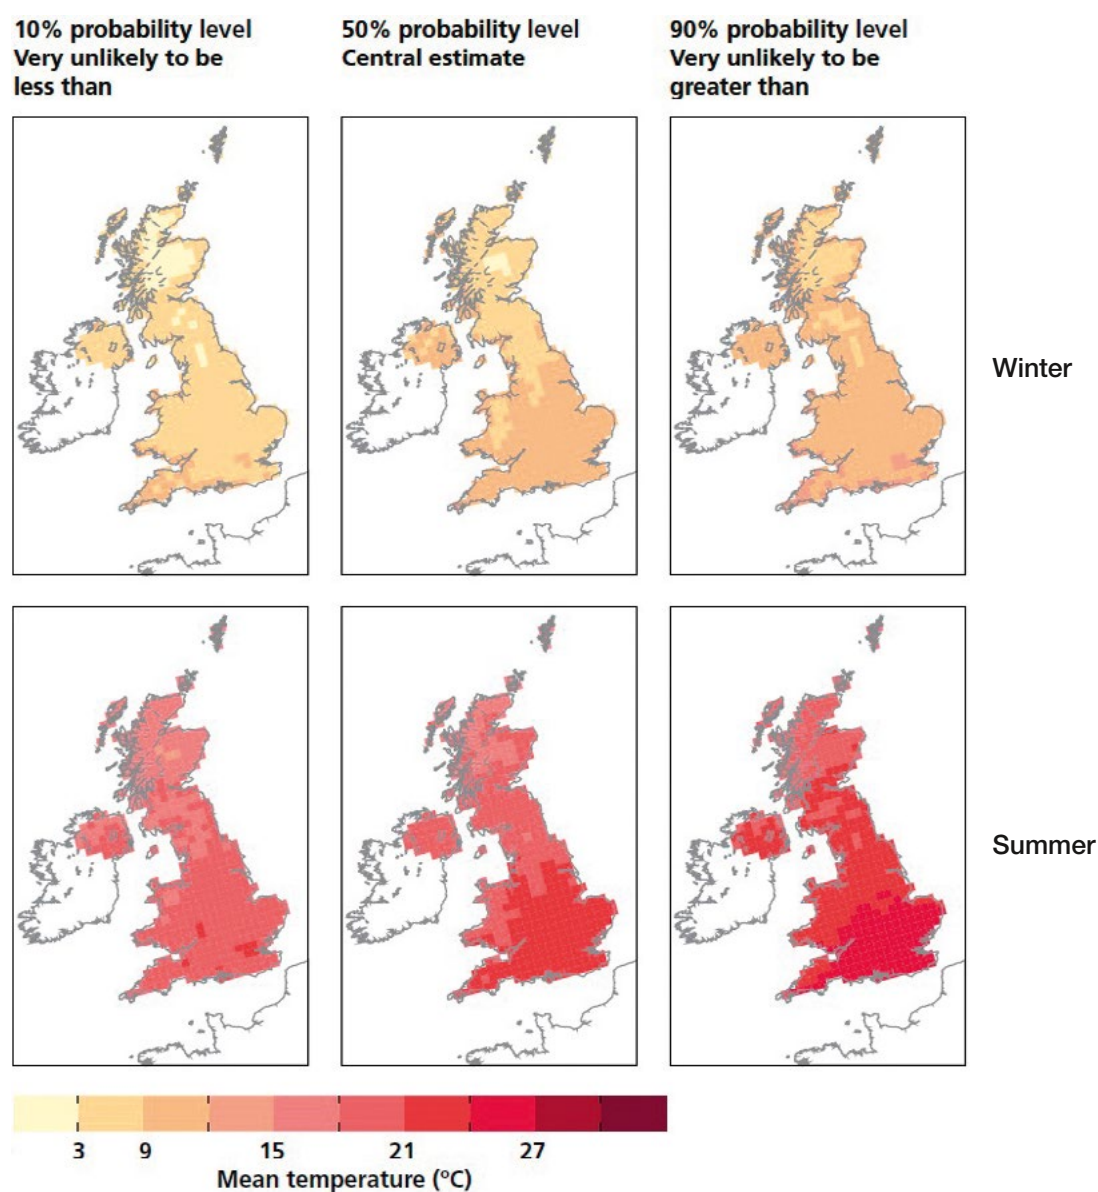 10% probability level
Very unlikely to be
less than
50% probability level
Central estimate
90% probability level
Very unlikely to be
greater than
Winter
Summer
3 9 15 21 27
Mean temperature (ºC)